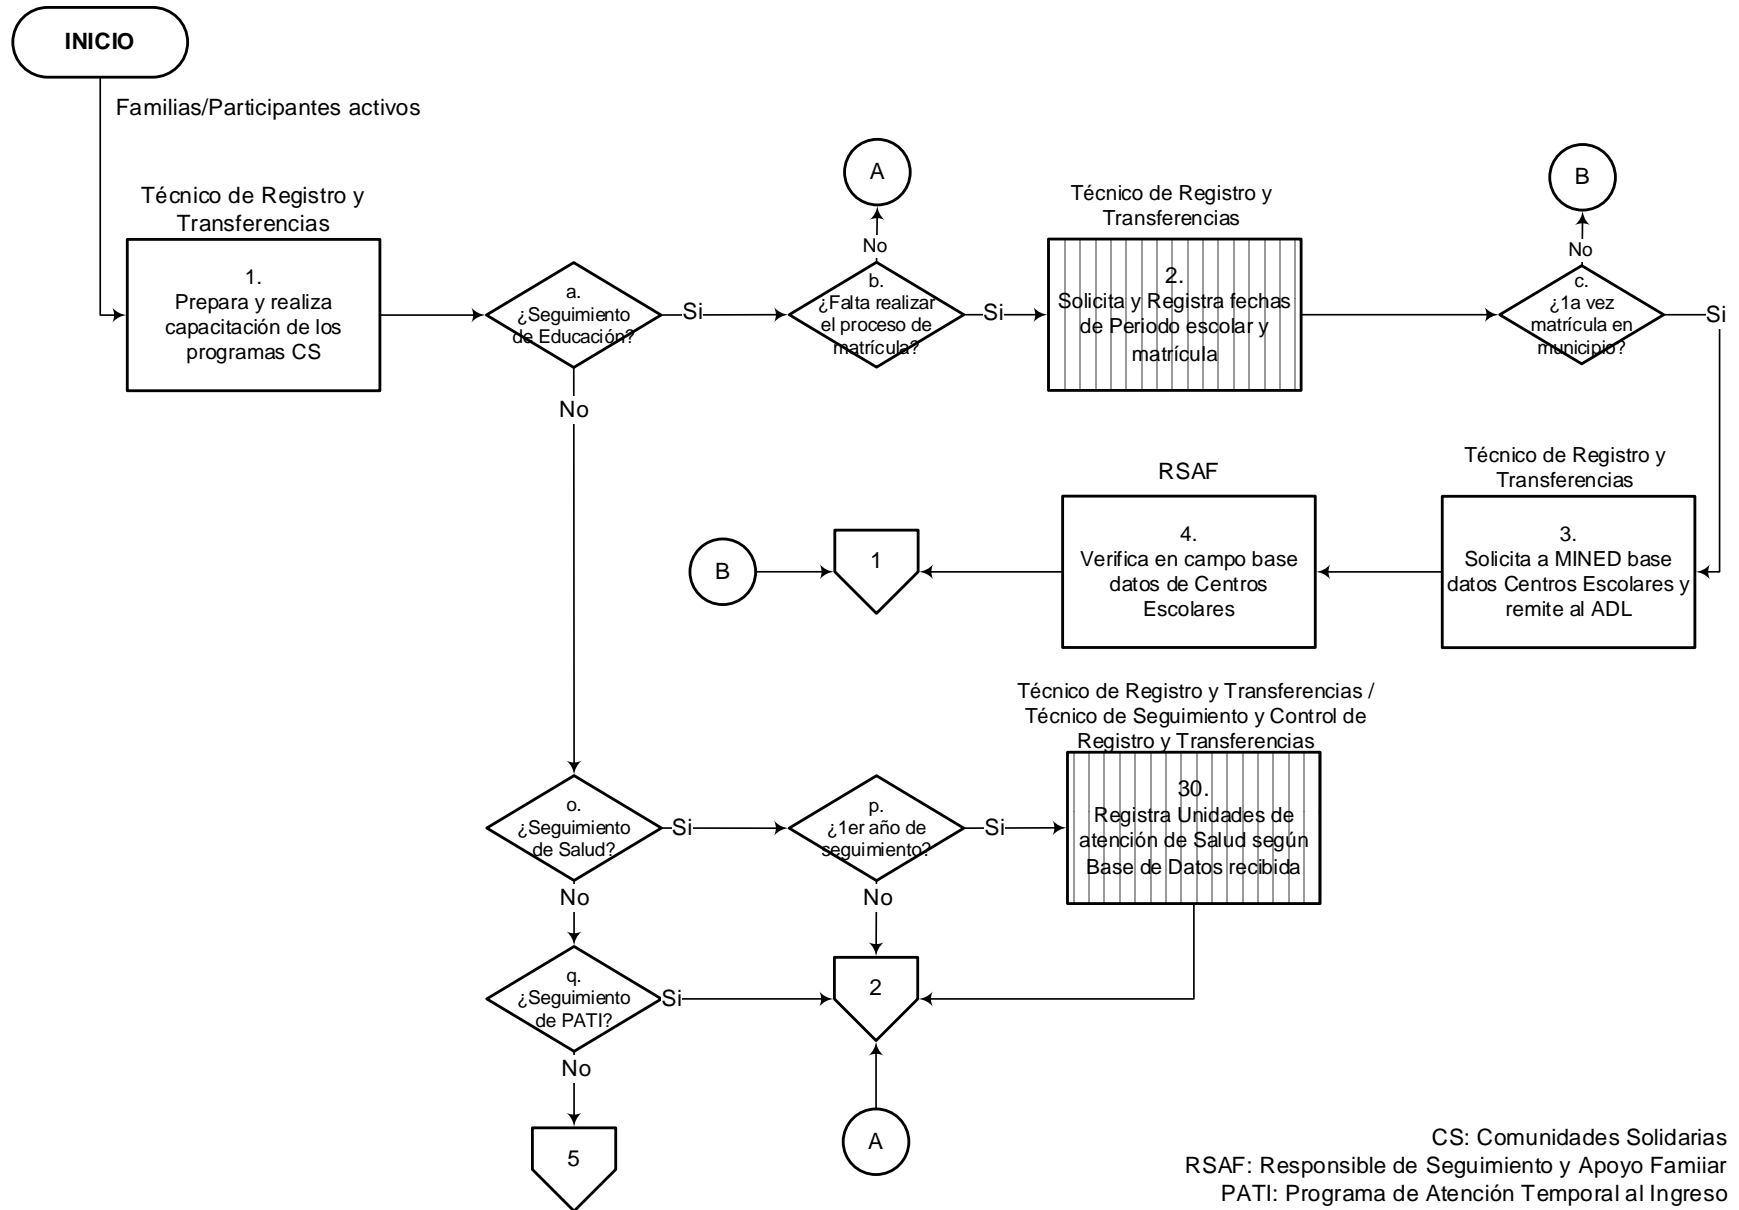 INICIO
Familias/Participantes activos
Técnico de Registro y
Transferencias
1.
Prepara y realiza
capacitación de los
programas CS
a.
¿Seguimiento
de Educación?
Si
No
A
No
b.
¿Falta realizar
el proceso de
matrícula?
Si
Técnico de Registro y
Transferencias
2.
Solicita y Registra fechas
de Periodo escolar y
matrícula
B
No
c.
¿1a vez
matrícula en
municipio?
Si
Técnico de Registro y
Transferencias
3.
Solicita a MINED base
datos Centros Escolares y
remite al ADL
RSAF
4.
Verifica en campo base
datos de Centros
Escolares
1
B
o.
¿Seguimiento
de Salud?
Si
No
p.
¿1er año de
seguimiento?
Si
No
Técnico de Registro y Transferencias /
Técnico de Seguimiento y Control de
Registro y Transferencias
30.
Registra Unidades de
atención de Salud según
Base de Datos recibida
q.
¿Seguimiento
de PATI?
Si
No
2
A
5
CS: Comunidades Solidarias
RSAF: Responsible de Seguimiento y Apoyo Famiiar
PATI: Programa de Atención Temporal al Ingreso